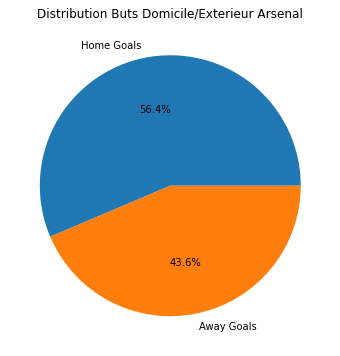 Distribution Buts Domicile/Exterieur Arsenal
Home Goals
56.4%
43.6%
Away Goals